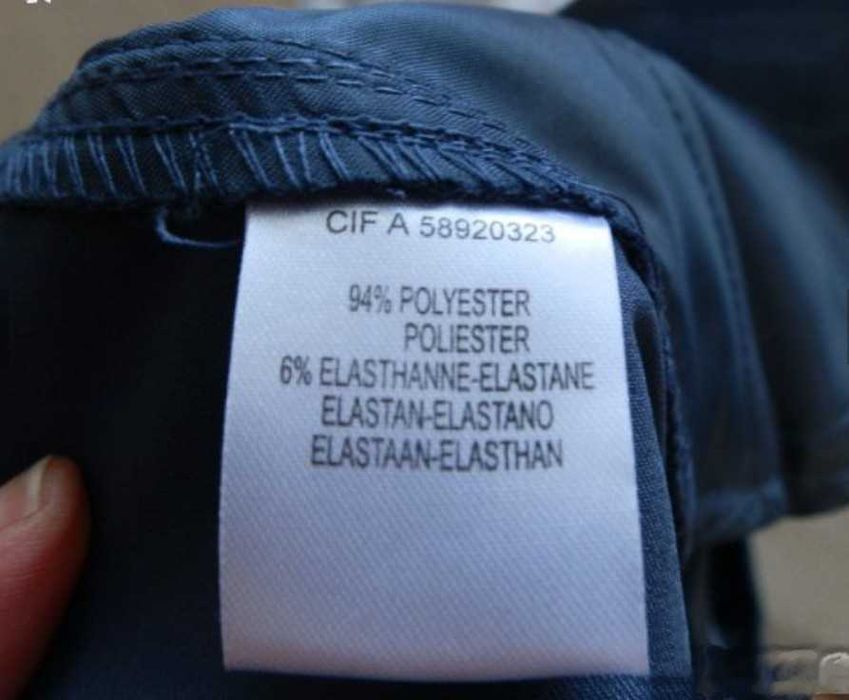 CIF A 58920323
94% POLYESTER
POLIESTER
6% ELASTHANNE-ELASTANE
ELASTAN-ELASTANO
ELASTAAN-ELASTHAN